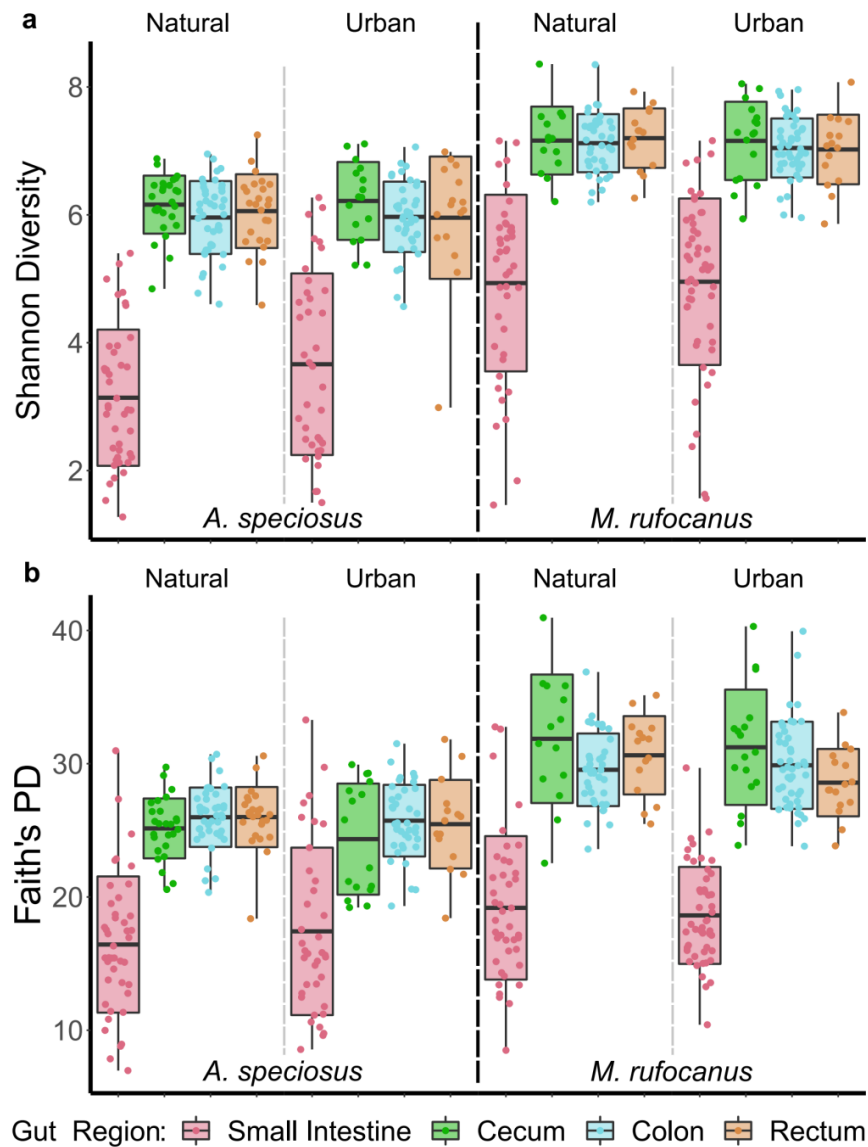 a
Natural Urban Natural Urban
8
6
4
2
Shannon Diversity
A. speciosus M. rufocanus
b
Natural Urban Natural Urban
40
30
20
10
Faith's PD
A. speciosus M. rufocanus
Gut Region: Small Intestine Cecum Colon Rectum